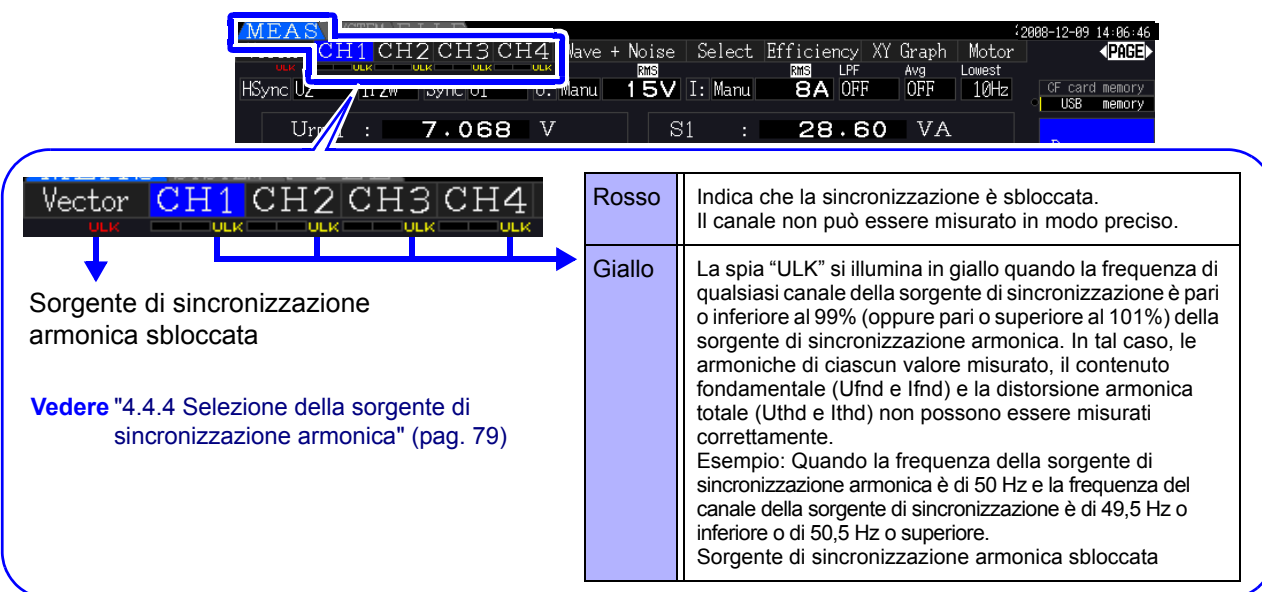 MEAS SYSTEM FILE
'2008-12-09 14:06:46
CH1 CH2 CH3 CH4 Wave + Noise Select Efficiency XY Graph Motor
PAGE
ULK ULK ULK ULK ULK RMS RMS LPF Avg Lowest
HSync U2 1P2W Sync U1 U: Manu 15V I: Manu 8A OFF OFF 10Hz
CF card memory
USB memory
Urms1 : 7.068 V S1 : 28.60 VA
Vector CH1 CH2 CH3 CH4
ULK ULK ULK ULK ULK
Sorgente di sincronizzazione
armonica sbloccata
Vedere "4.4.4 Selezione della sorgente di
sincronizzazione armonica" (pag. 79)
Rosso
Indica che la sincronizzazione è sbloccata.
Il canale non può essere misurato in modo preciso.
Giallo
La spia “ULK” si illumina in giallo quando la frequenza di
qualsiasi canale della sorgente di sincronizzazione è pari
o inferiore al 99% (oppure pari o superiore al 101%) della
sorgente di sincronizzazione armonica. In tal caso, le
armoniche di ciascun valore misurato, il contenuto
fondamentale (Ufnd e Ifnd) e la distorsione armonica
totale (Uthd e Ithd) non possono essere misurati
correttamente.
Esempio: Quando la frequenza della sorgente di
sincronizzazione armonica è di 50 Hz e la frequenza del
canale della sorgente di sincronizzazione è di 49,5 Hz o
inferiore o di 50,5 Hz o superiore.
Sorgente di sincronizzazione armonica sbloccata